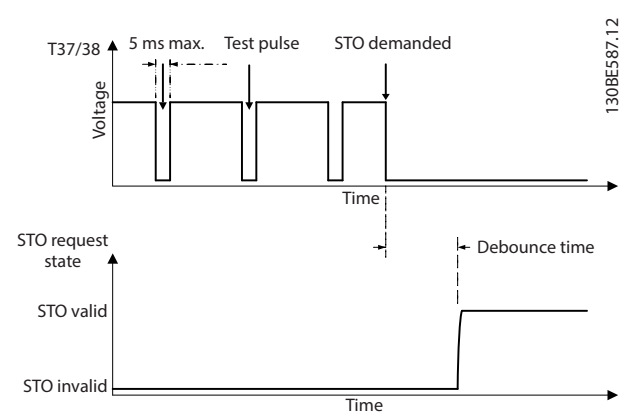 T37/38
5 ms max.
Test pulse
STO demanded
130BE587.12
Voltage
Time
STO request
state
Debounce time
STO valid
STO invalid
Time